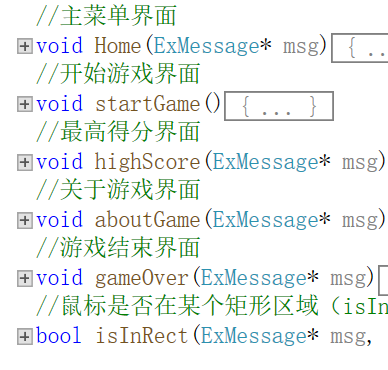 //主菜单界面
void Home(ExMessage* msg) { ..
//开始游戏界面
void startGame() { ... }
//最高得分界面
void highScore(ExMessage* msg)
//关于游戏界面
void aboutGame(ExMessage* msg)
//游戏结束界面
void gameOver(ExMessage* msg)
//鼠标是否在某个矩形区域（isIn
bool isInRect(ExMessage* msg,